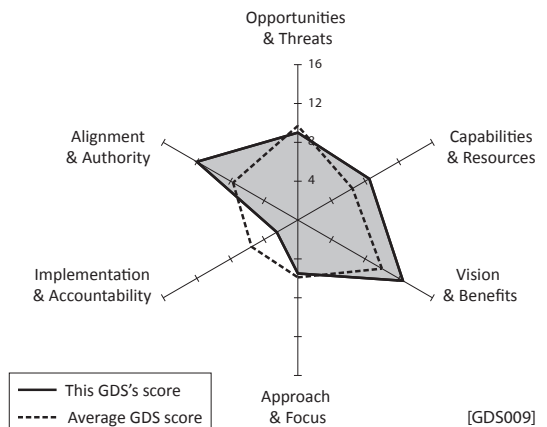 Opportunities
& Threats
16
12
8
4
Alignment
& Authority
Capabilities
& Resources
Implementation
& Accountability
Vision
& Benefits
Approach
& Focus
This GDS's score
Average GDS score
[GDS009]